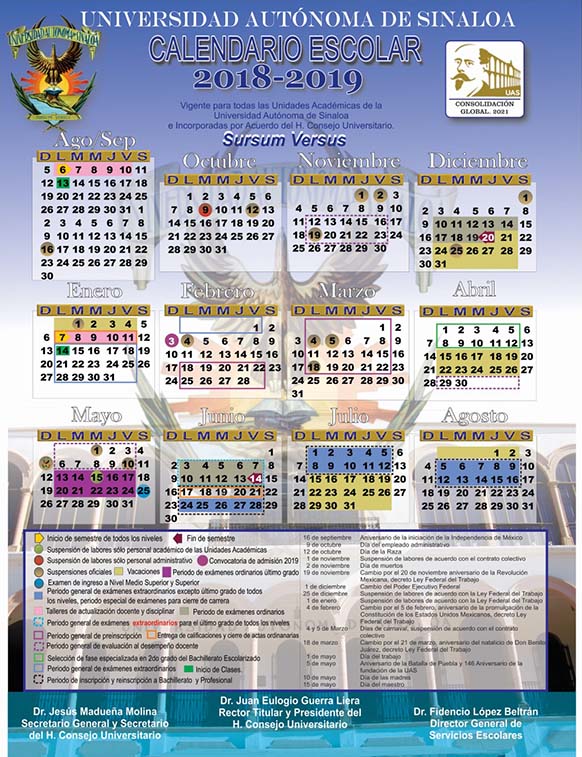 UNIVERSIDAD AUTÓNOMA DE SINALOA
CALENDARIO ESCOLAR
2018-2019
UAS
CONSOLIDACIÓN
GLOBAL 2021
Vigente para todas las Unidades Académicas de la
Universidad Autónoma de Sinaloa
e Incorporadas por Acuerdo del H. Consejo Universitario.
Sursum Versus
Ago Sep
D L M M J V S
5 6 7 8 9 10 11
12 13 14 15 16 17 18
19 20 21 22 23 24 25
26 27 28 29 30 31 1
2 3 4 5 6 7 8
9 10 11 12 13 14 15
16 17 18 19 20 21 22
23 24 25 26 27 28 29
30
Octubre
D L M M J V S
1 2 3 4 5 6
7 8 9 10 11 12 13
14 15 16 17 18 19 20
21 22 23 24 25 26 27
28 29 30 31
Noviembre
D L M M J V S
1 2 3
4 5 6 7 8 9 10
11 12 13 14 15 16 17
18 19 20 21 22 23 24
25 26 27 28 29 30
Diciembre
D L M M J V S
1
2 3 4 5 6 7 8
9 10 11 12 13 14 15
16 17 18 19 20 21 22
23 24 25 26 27 28 29
30 31
Enero
D L M M J V S
1 2 3 4 5
6 7 8 9 10 11 12
13 14 15 16 17 18 19
20 21 22 23 24 25 26
27 28 29 30 31
Febrero
D L M M J V S
1 2
3 4 5 6 7 8 9
10 11 12 13 14 15 16
17 18 19 20 21 22 23
24 25 26 27 28
Marzo
D L M M J V S
1 2
3 4 5 6 7 8 9
10 11 12 13 14 15 16
17 18 19 20 21 22 23
24 25 26 27 28 29 30
31
Abril
D L M M J V S
1 2 3 4 5 6
7 8 9 10 11 12 13
14 15 16 17 18 19 20
21 22 23 24 25 26 27
28 29 30
Mayo
D L M M J V S
1 2 3 4
5 6 7 8 9 10 11
12 13 14 15 16 17 18
19 20 21 22 23 24 25
26 27 28 29 30 31
Junio
D L M M J V S
1
2 3 4 5 6 7 8
9 10 11 12 13 14 15
16 17 18 19 20 21 22
23 24 25 26 27 28 29
30
Julio
D L M M J V S
1 2 3 4 5 6
7 8 9 10 11 12 13
14 15 16 17 18 19 20
21 22 23 24 25 26 27
28 29 30 31
Agosto
D L M M J V S
1 2 3
4 5 6 7 8 9 10
11 12 13 14 15 16 17
18 19 20 21 22 23 24
25 26 27 28 29 30 31
Inicio de semestre de todos los niveles Fin de semestre
Suspensión de labores sólo personal académico de las Unidades Académicas
Suspensión de labores sólo personal administrativo Convocatoria de admisión 2019
Suspensiones oficiales Vacaciones Periodo de exámenes ordinarios último grado
Examen de ingreso a Nivel Medio Superior y Superior
Periodo general de exámenes extraordinarios excepto último grado de todos
los niveles, periodo especial exámenes para cierre de carrera
Talleres de actualización docente y disciplinar Periodo de exámenes ordinarios
Periodo general de exámenes extraordinarios para el último grado de todos los niveles
Periodo general de preinscripción Entrega de calificaciones y cierre de actas ordinarias
Periodo general de evaluación al desempeño docente
Selección de fase especializada en 2do grado del Bachillerato Escolarizado
Periodo general de exámenes extraordinarios Inicio de Clases.
Periodo de inscripción y reinscripción a Bachillerato y Profesional
16 de septiembre Aniversario de la iniciación de la Independencia de México
9 de octubre Día del empleado administrativo
12 de octubre Día de la Raza
1 de noviembre Suspensión de labores de acuerdo con el contrato colectivo
2 de noviembre Día de muertos
19 de noviembre Cambio por el 20 de noviembre aniversario de la Revolución
Mexicana, decreto Ley Federal del Trabajo
1 de diciembre Cambio del Poder Ejecutivo Federal
25 de diciembre Suspensión de labores de acuerdo con la Ley Federal del Trabajo
1 de enero Suspensión de labores de acuerdo con la Ley Federal del Trabajo
4 de febrero Cambio por el 5 de febrero, aniversario de la promulgación de la
Constitución de los Estados Unidos Mexicanos, decreto Ley
Federal del Trabajo
4 y 5 de marzo Días de carnaval, suspensión de acuerdo con el contrato
colectivo
18 de marzo Cambio por el 21 de marzo, aniversario del natalicio de Don Benito
Juárez, decreto Ley Federal del Trabajo
1 de mayo Día del trabajo
5 de mayo Aniversario de la Batalla de Puebla y 146 Aniversario de la
fundación de la UAS
10 de mayo Día de las madres
15 de mayo Día del maestro
Dr. Jesús Madueña Molina
Secretario General y Secretario
del H. Consejo Universitario
Dr. Juan Eulogio Guerra Liera
Rector Titular y Presidente del
H. Consejo Universitario
Dr. Fidencio López Beltrán
Director General de
Servicios Escolares